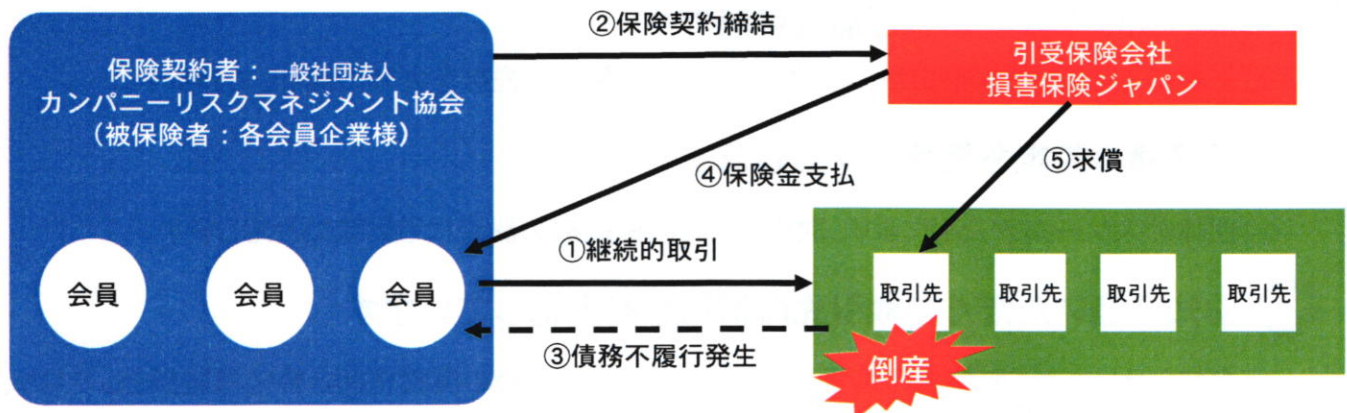 ②保険契約締結
保険契約者：一般社団法人
カンパニーリスクマネジメント協会
（被保険者：各会員企業様）
引受保険会社
損害保険ジャパン
④保険金支払
⑤求償
①継続的取引
会員
会員
会員
取引先
取引先
取引先
取引先
③債務不履行発生
倒産